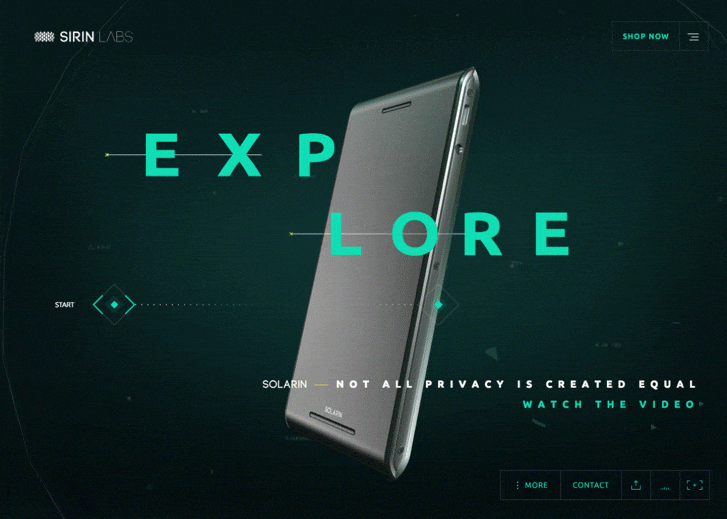 SIRIN LABS
SHOP NOW
EXP
LORE
START
SOLARIN — NOT ALL PRIVACY IS CREATED EQUAL
WATCH THE VIDEO
SOLARIN
MORE
CONTACT